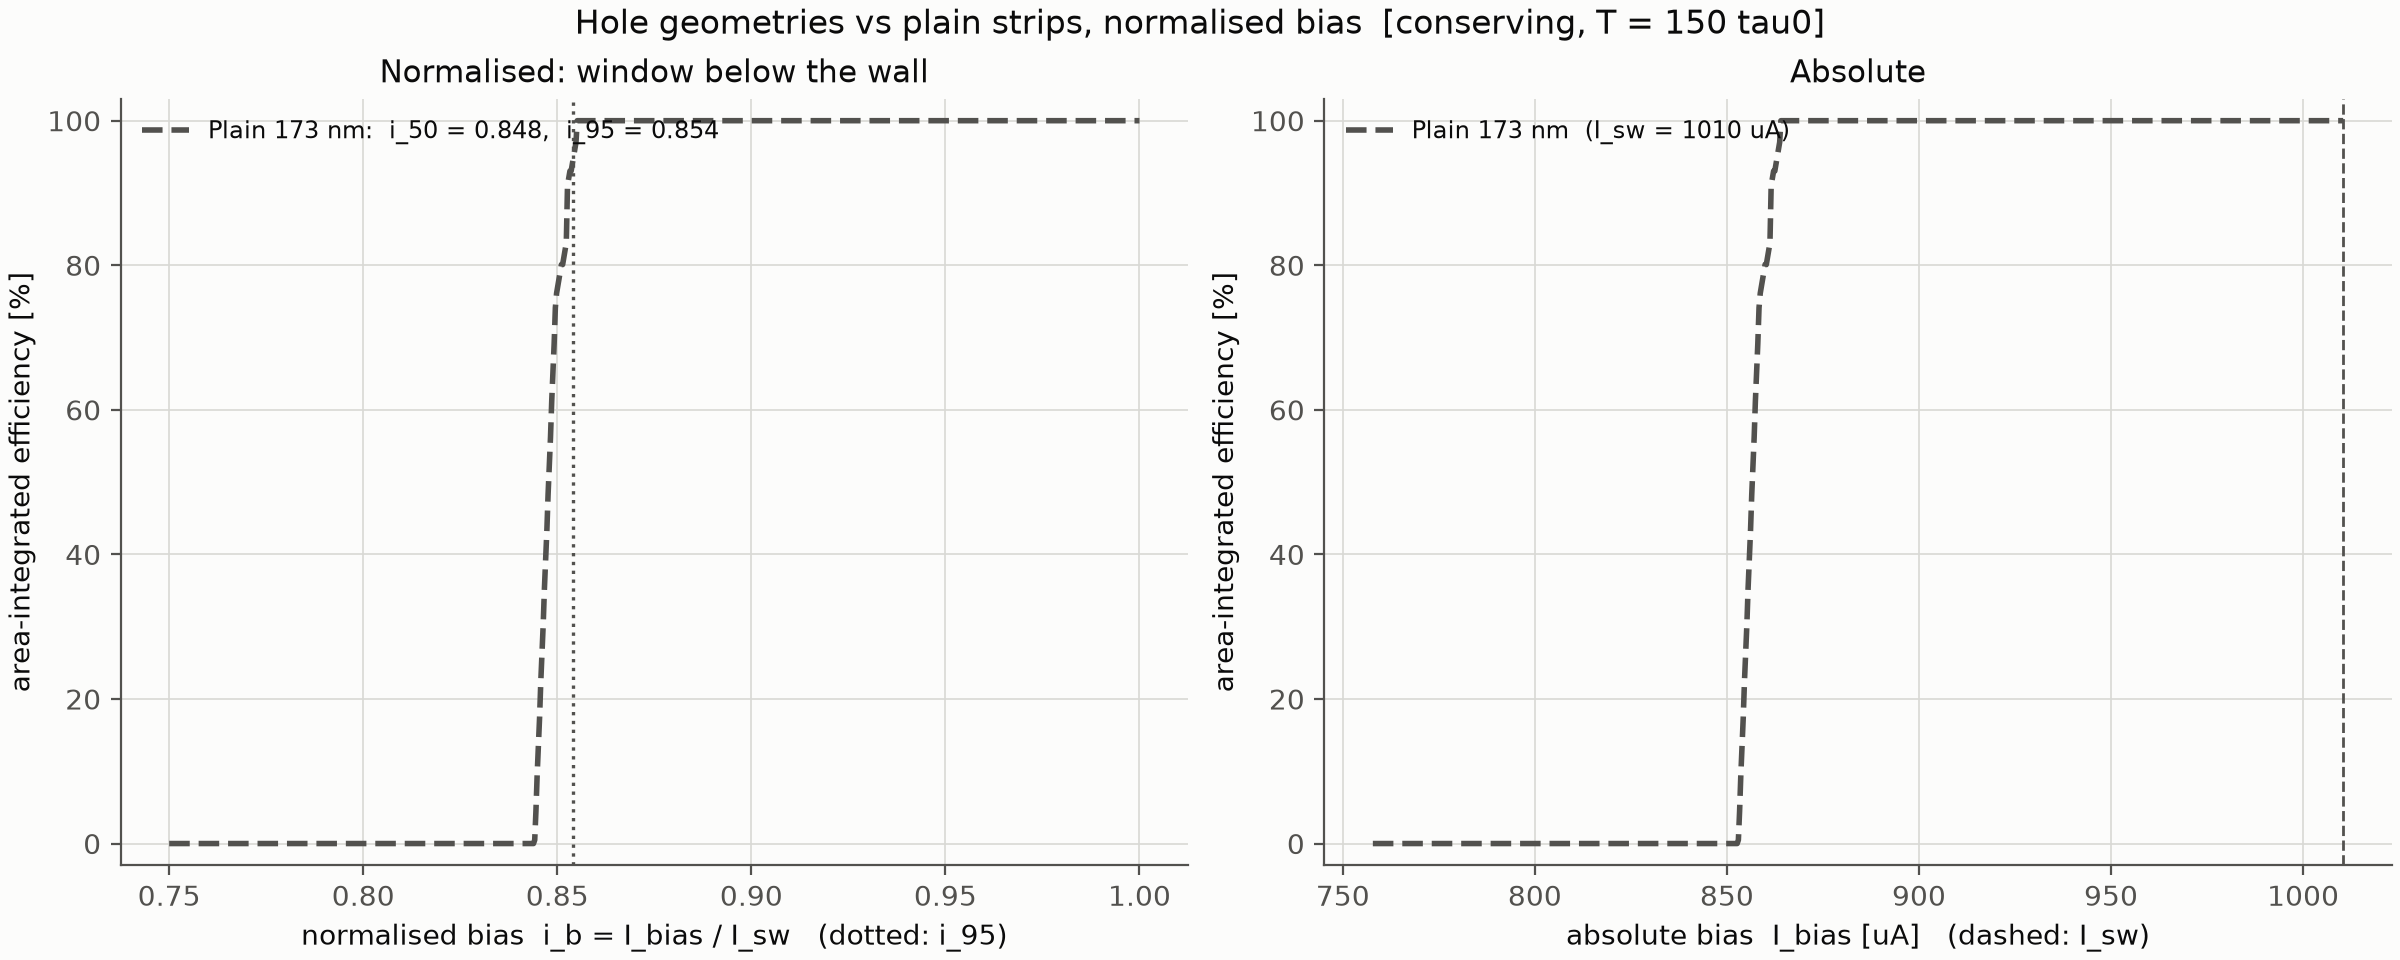 Hole geometries vs plain strips, normalised bias  [conserving, T = 150 tau0]
Normalised: window below the wall
area-integrated efficiency [%]
100
80
60
40
20
0
Plain 173 nm:  i_50 = 0.848,  i_95 = 0.854
0.75 0.80 0.85 0.90 0.95 1.00
normalised bias  i_b = I_bias / I_sw   (dotted: i_95)
Absolute
area-integrated efficiency [%]
100
80
60
40
20
0
Plain 173 nm  (I_sw = 1010 uA)
750 800 850 900 950 1000
absolute bias  I_bias [uA]   (dashed: I_sw)